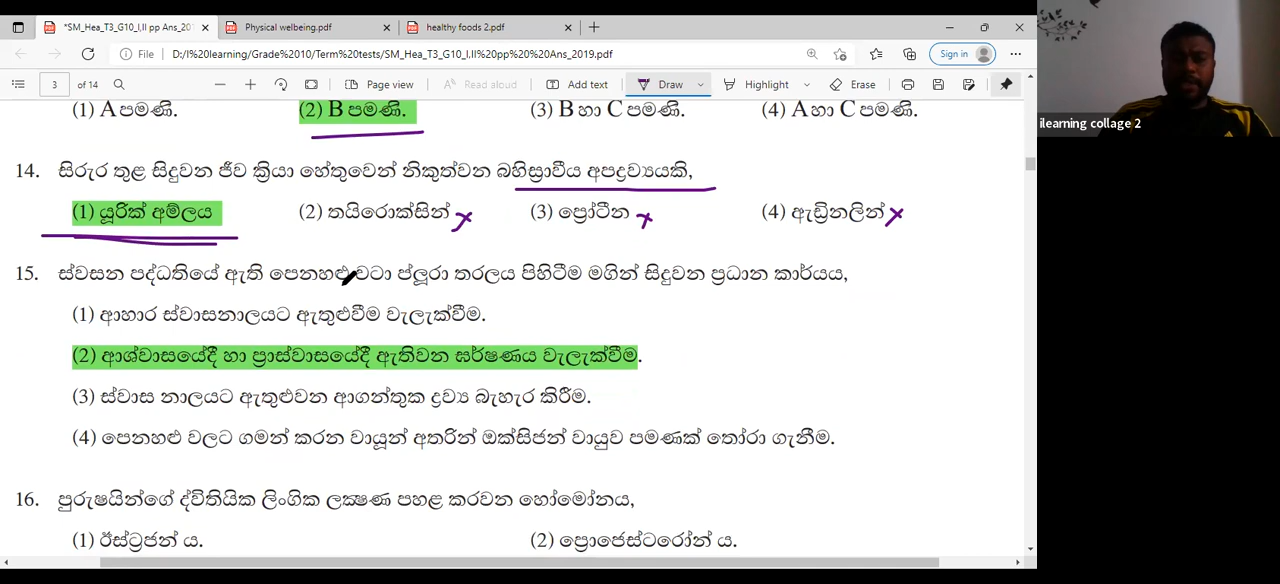 *SM_Hea_T3_G10_I,II pp Ans_201
Physical welbeing.pdf
healthy foods 2.pdf
File
D:/I%20learning/Grade%2010/Term%20tests/SM_Hea_T3_G10_I,II%20pp%20%20Ans_2019.pdf
Sign in
3 of 14
Page view
Read aloud
Add text
Draw
Highlight
Erase
ilearning collage 2
(1) A පමණි. (2) B පමණි. (3) B හා C පමණි. (4) A හා C පමණි.
14. සිරුර තුළ සිදුවන ජීව ක්‍රියා හේතුවෙන් නිකුත්වන බහිස්‍රාවීය අපද්‍රව්‍යයකි,
(1) යූරික් අම්ලය (2) තයිරොක්සින් (3) ප්‍රෝටීන (4) ඇඩ්‍රිනලින්
15. ස්වසන පද්ධතියේ ඇති පෙනහළු වටා ප්ලූරා තරලය පිහිටීම මගින් සිදුවන ප්‍රධාන කාර්යය,
(1) ආහාර ස්වාසනාලයට ඇතුළුවීම වැලැක්වීම.
(2) ආශ්වාසයේදී හා ප්‍රාස්වාසයේදී ඇතිවන ඝර්ෂණය වැලැක්වීම.
(3) ස්වාස නාලයට ඇතුළුවන ආගන්තුක ද්‍රව්‍ය බැහැර කිරීම.
(4) පෙනහළු වලට ගමන් කරන වායූන් අතරින් ඔක්සිජන් වායුව පමණක් තෝරා ගැනීම.
16. පුරුෂයින්ගේ ද්විතියික ලිංගික ලක්‍ෂණ පහළ කරවන හෝමෝනය,
(1) ඊස්ට්‍රජන් ය. (2) ප්‍රොජෙස්ටරෝන් ය.